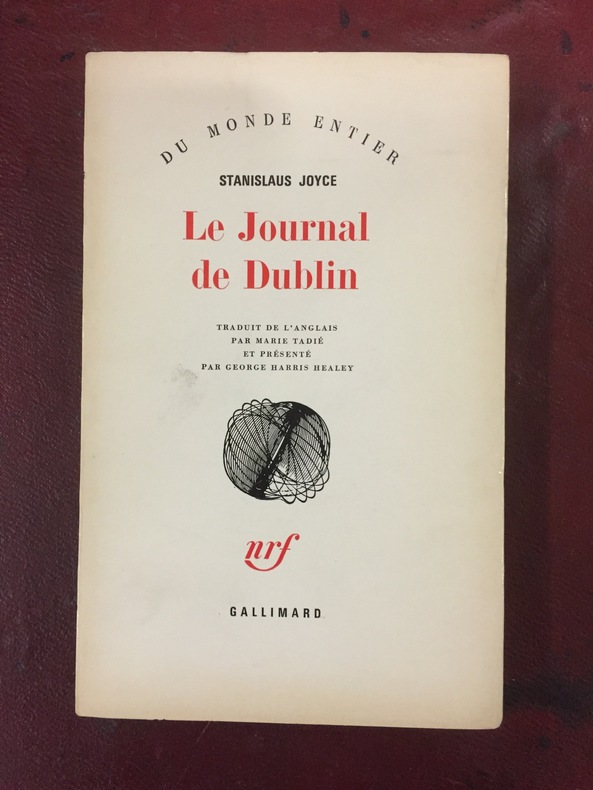 DU MONDE ENTIER
STANISLAUS JOYCE
Le Journal
de Dublin
TRADUIT DE L'ANGLAIS
PAR MARIE TADIÉ
ET PRÉSENTÉ
PAR GEORGE HARRIS HEALEY
nrf
GALLIMARD